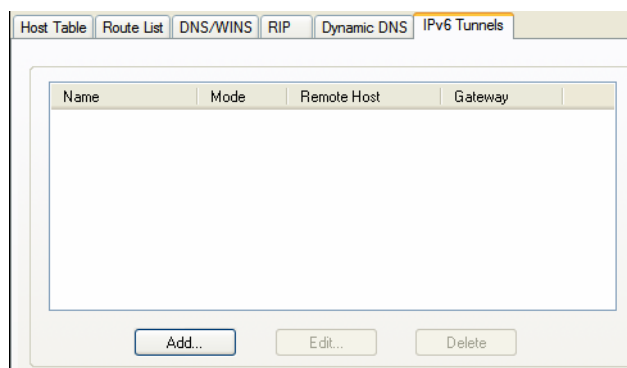 Host Table Route List DNS/WINS RIP Dynamic DNS IPv6 Tunnels
Name Mode Remote Host Gateway
Add... Edit... Delete